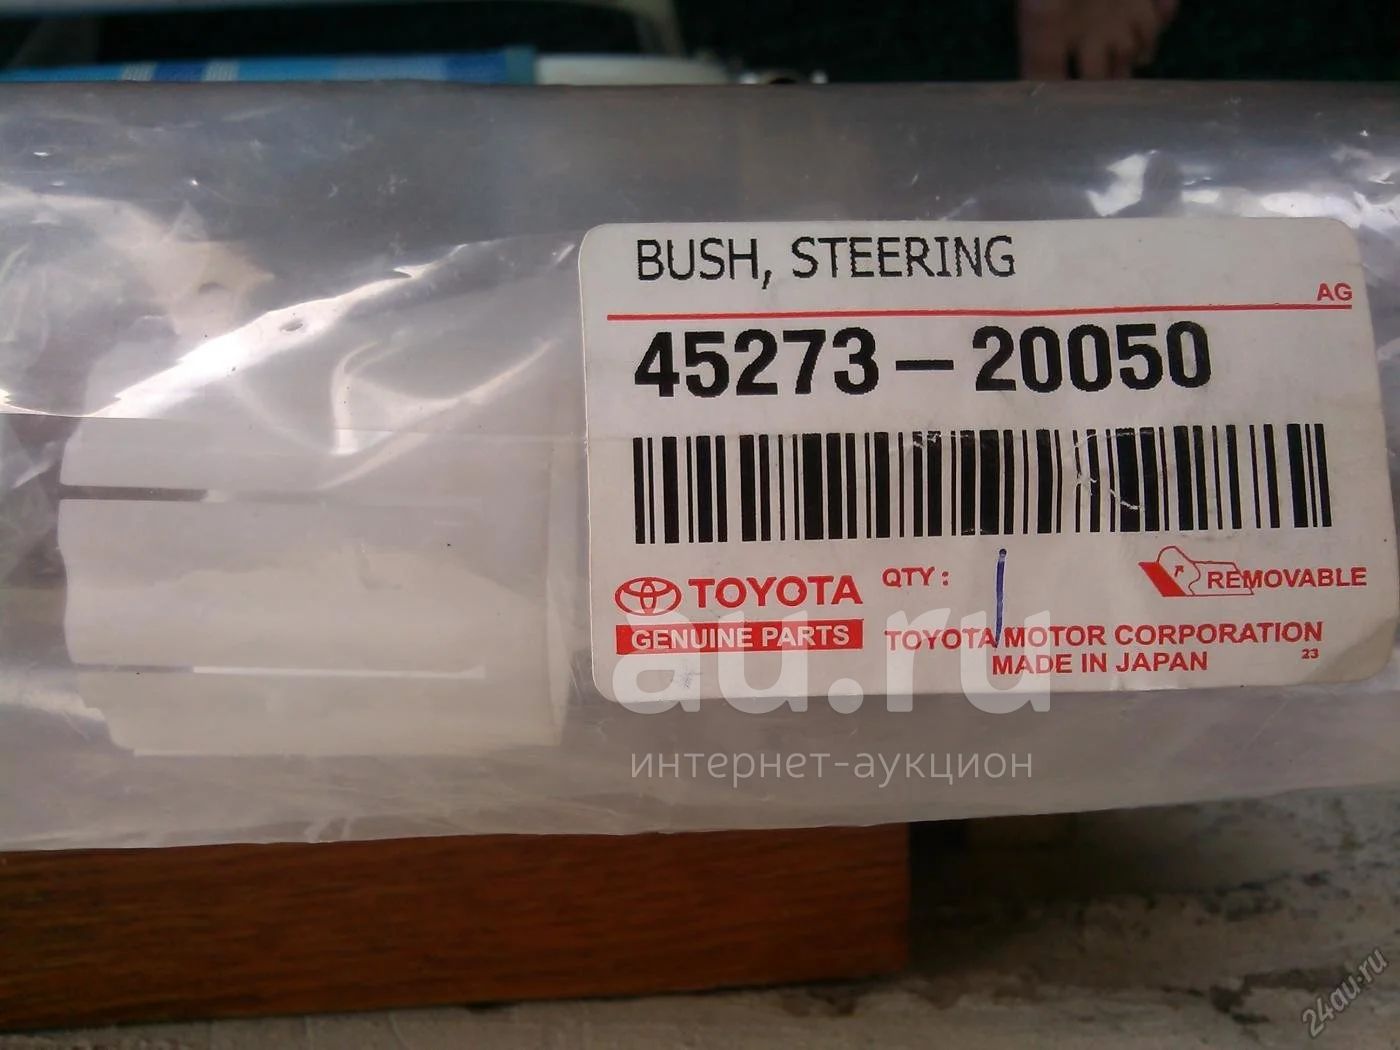 BUSH, STEERING
AG
45273-20050
TOYOTA
GENUINE PARTS
QTY : 1
REMOVABLE
TOYOTA MOTOR CORPORATION
MADE IN JAPAN
23
au.ru
интернет-аукцион
24au.ru